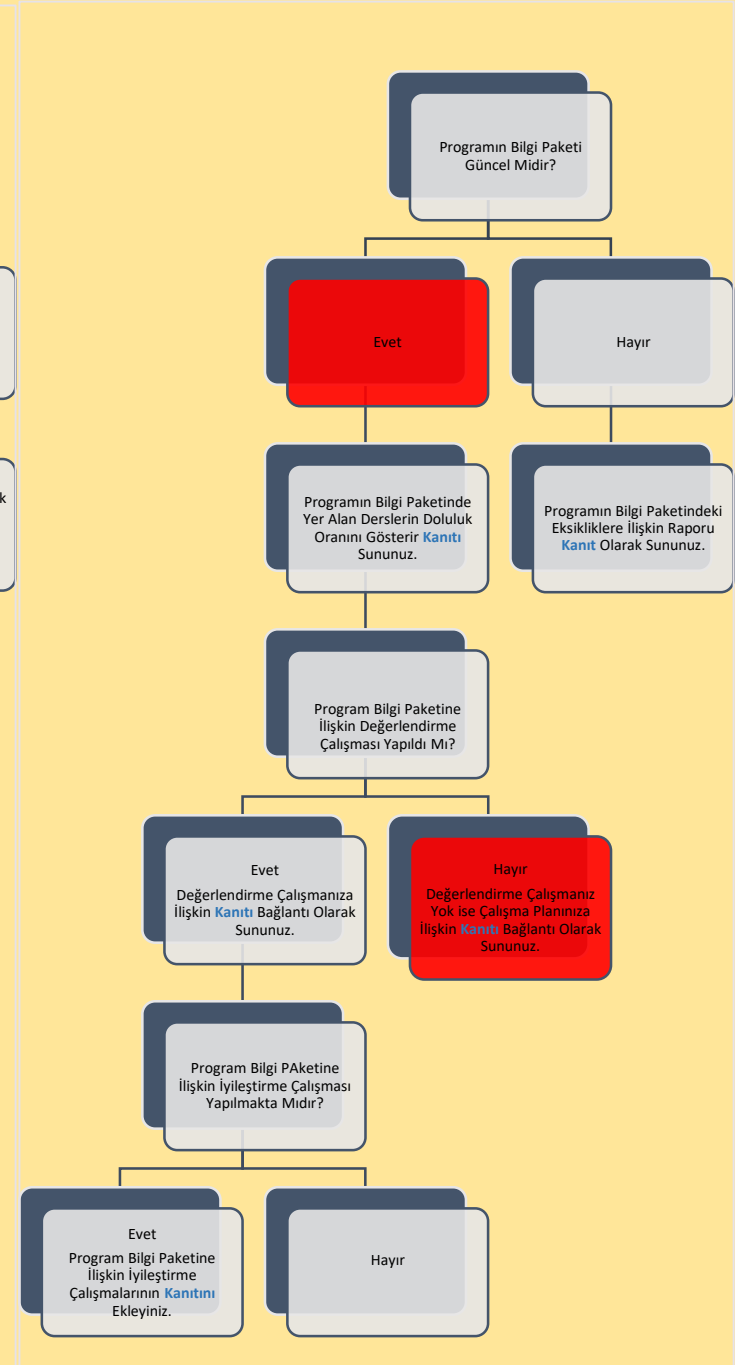 Programın Bilgi Paketi
Güncel Midir?
Evet
Hayır
Programın Bilgi Paketinde
Yer Alan Derslerin Doluluk
Oranını Gösterir Kanıtı
Sununuz.
Programın Bilgi Paketindeki
Eksikliklere İlişkin Raporu
Kanıt Olarak Sununuz.
k
Program Bilgi Paketine
İlişkin Değerlendirme
Çalışması Yapıldı Mı?
Evet
Değerlendirme Çalışmanıza
İlişkin Kanıtı Bağlantı Olarak
Sununuz.
Hayır
Değerlendirme Çalışmanız
Yok ise Çalışma Planınıza
İlişkin Kanıtı Bağlantı Olarak
Sununuz.
Program Bilgi PAketine
İlişkin İyileştirme Çalışması
Yapılmakta Mıdır?
Evet
Program Bilgi Paketine
İlişkin İyileştirme
Çalışmalarının Kanıtını
Ekleyiniz.
Hayır